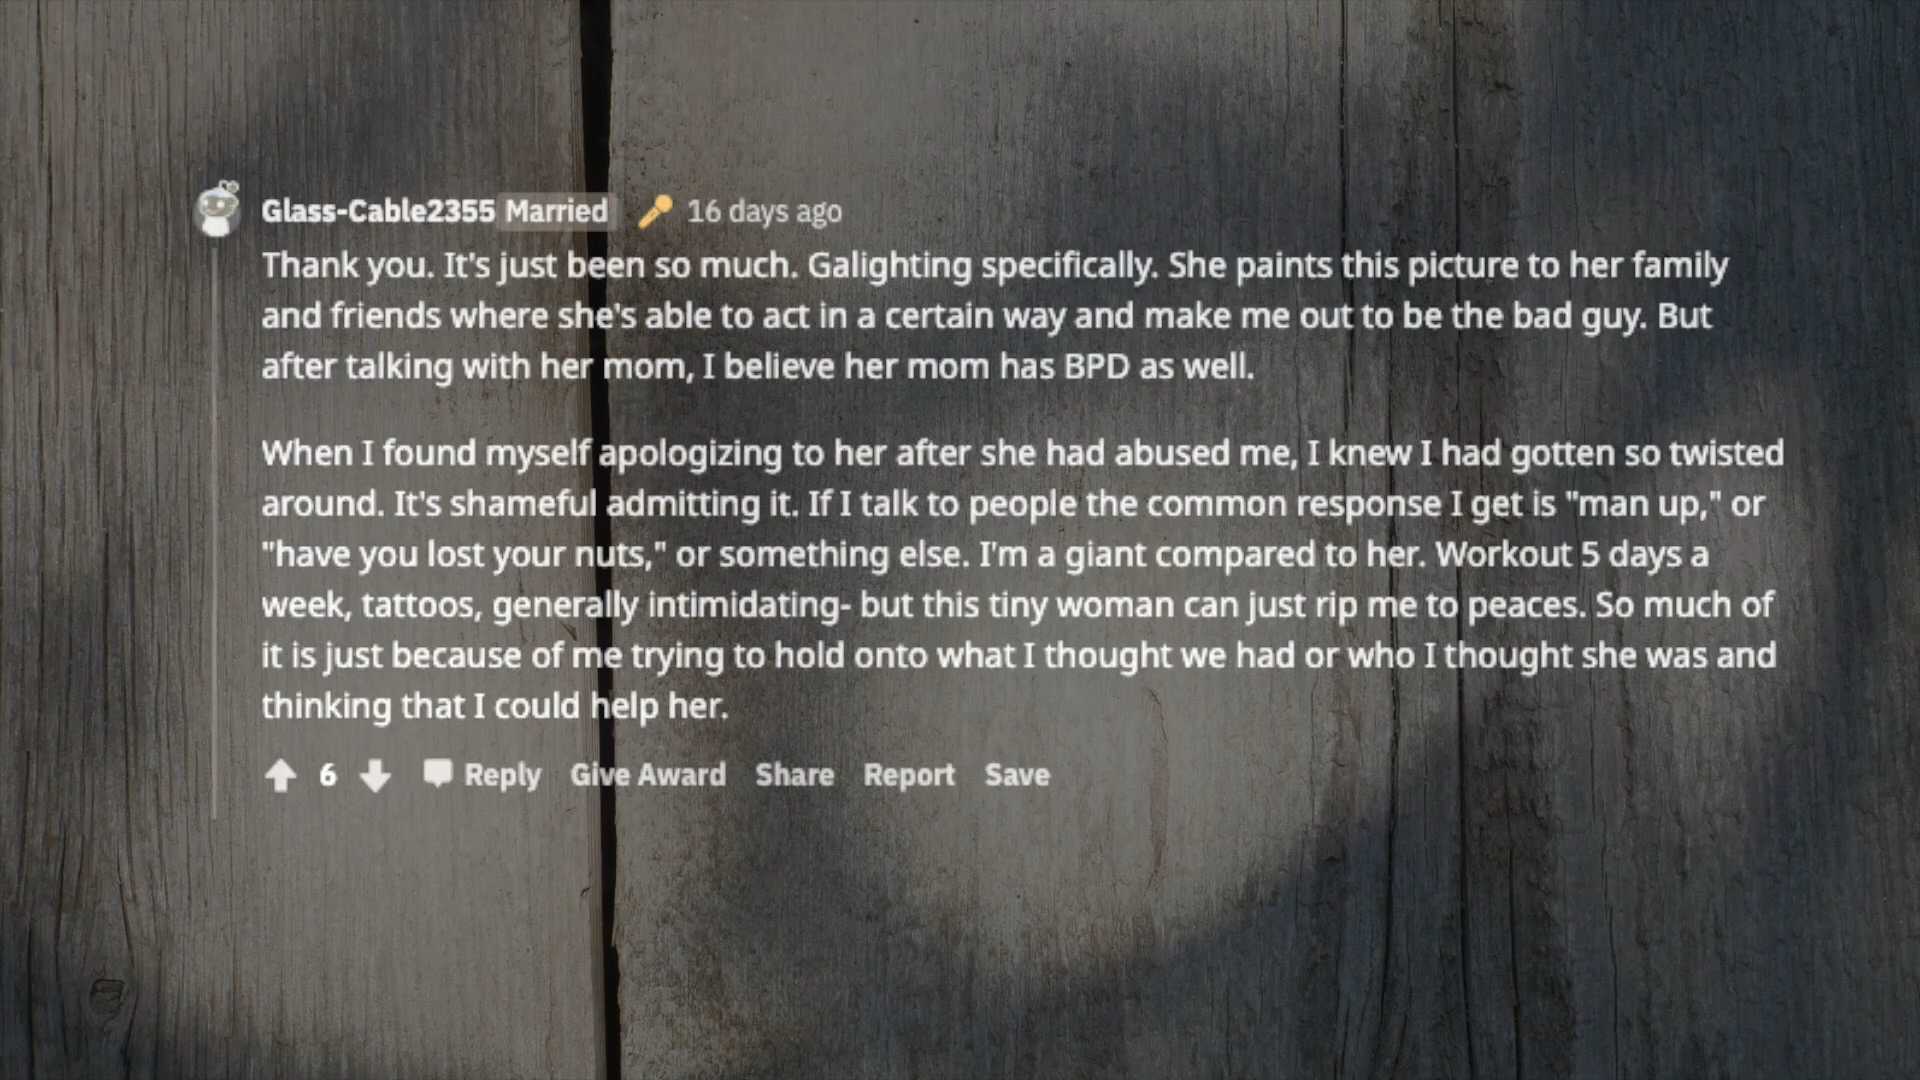 Glass-Cable2355 Married 16 days ago
Thank you. It's just been so much. Galighting specifically. She paints this picture to her family
and friends where she's able to act in a certain way and make me out to be the bad guy. But
after talking with her mom, I believe her mom has BPD as well.
When I found myself apologizing to her after she had abused me, I knew I had gotten so twisted
around. It's shameful admitting it. If I talk to people the common response I get is "man up," or
"have you lost your nuts," or something else. I'm a giant compared to her. Workout 5 days a
week, tattoos, generally intimidating- but this tiny woman can just rip me to peaces. So much of
it is just because of me trying to hold onto what I thought we had or who I thought she was and
thinking that I could help her.
6 Reply Give Award Share Report Save